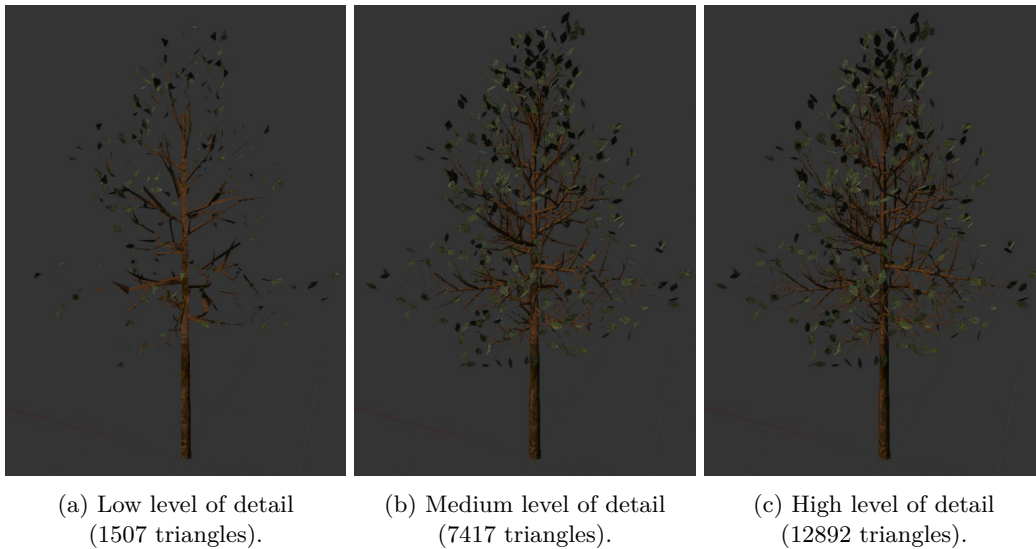 (a) Low level of detail
(1507 triangles).
(b) Medium level of detail
(7417 triangles).
(c) High level of detail
(12892 triangles).